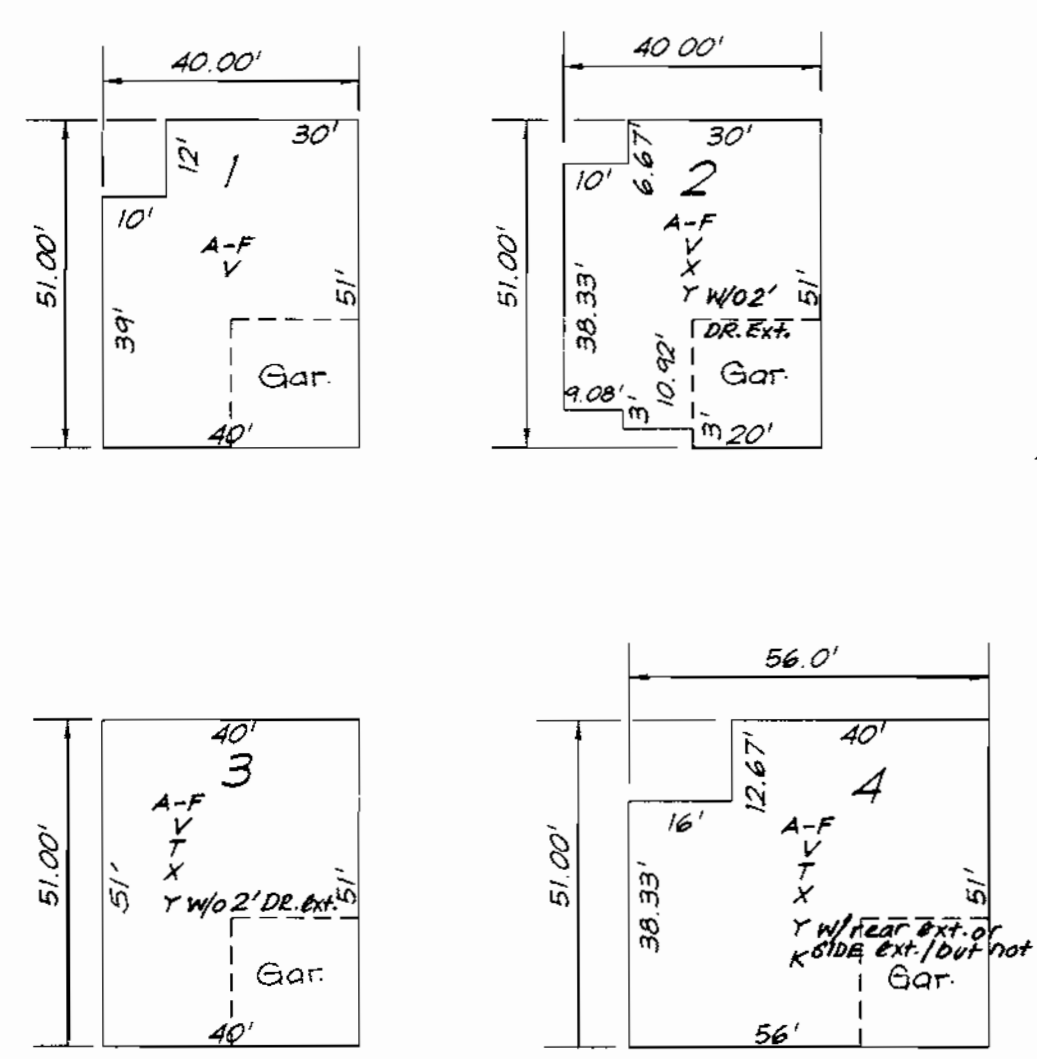 40.00'
51.00'
30'
12'
1
10'
A-F
V
39'
51'
Gar.
40'
40 00'
51.00'
30'
6.67'
2
10'
A-F
V
X
Y W/O 2'
DR. Ext.
51'
38.33'
10.92'
Gar.
9.08'
3'
3'
20'
51.00'
40'
3
A-F
V
T
X
Y W/O 2' DR. ext.
51'
51'
Gar.
40'
56.0'
51.00'
40'
12.67'
4
16'
A-F
V
T
X
Y W/rear ext. or
K SIDE ext./but not
38.33'
51'
Gar.
56'